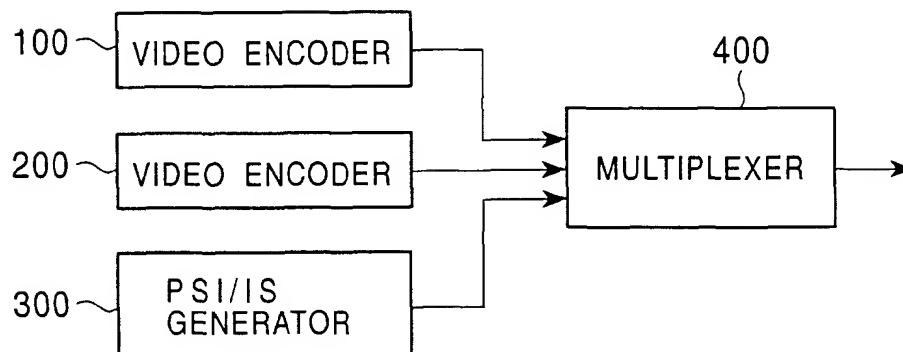 100
VIDEO ENCODER
400
200
VIDEO ENCODER
MULTIPLEXER
300
PSI/IS
GENERATOR